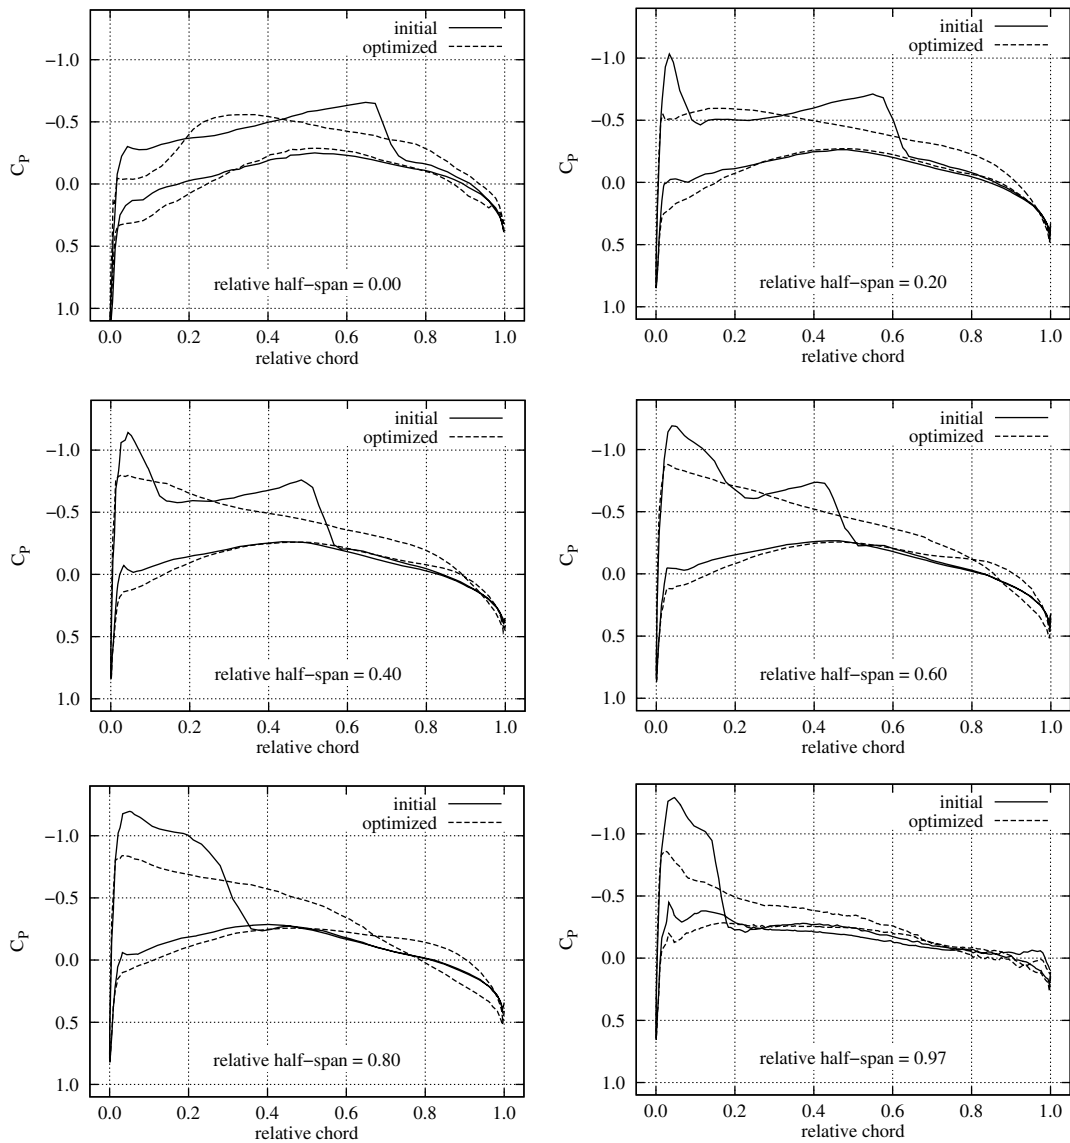 initial
optimized
−1.0
−0.5
0.0
0.5
1.0
C_P
relative half−span = 0.00
0.0 0.2 0.4 0.6 0.8 1.0
relative chord
initial
optimized
−1.0
−0.5
0.0
0.5
1.0
C_P
relative half−span = 0.20
0.0 0.2 0.4 0.6 0.8 1.0
relative chord
initial
optimized
−1.0
−0.5
0.0
0.5
1.0
C_P
relative half−span = 0.40
0.0 0.2 0.4 0.6 0.8 1.0
relative chord
initial
optimized
−1.0
−0.5
0.0
0.5
1.0
C_P
relative half−span = 0.60
0.0 0.2 0.4 0.6 0.8 1.0
relative chord
initial
optimized
−1.0
−0.5
0.0
0.5
1.0
C_P
relative half−span = 0.80
0.0 0.2 0.4 0.6 0.8 1.0
relative chord
initial
optimized
−1.0
−0.5
0.0
0.5
1.0
C_P
relative half−span = 0.97
0.0 0.2 0.4 0.6 0.8 1.0
relative chord